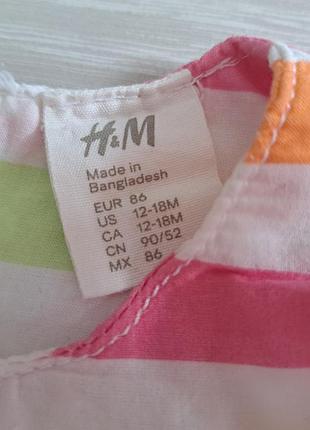 H&M
Made in
Bangladesh
EUR 86
US 12-18M
CA 12-18M
CN 90/52
MX 86